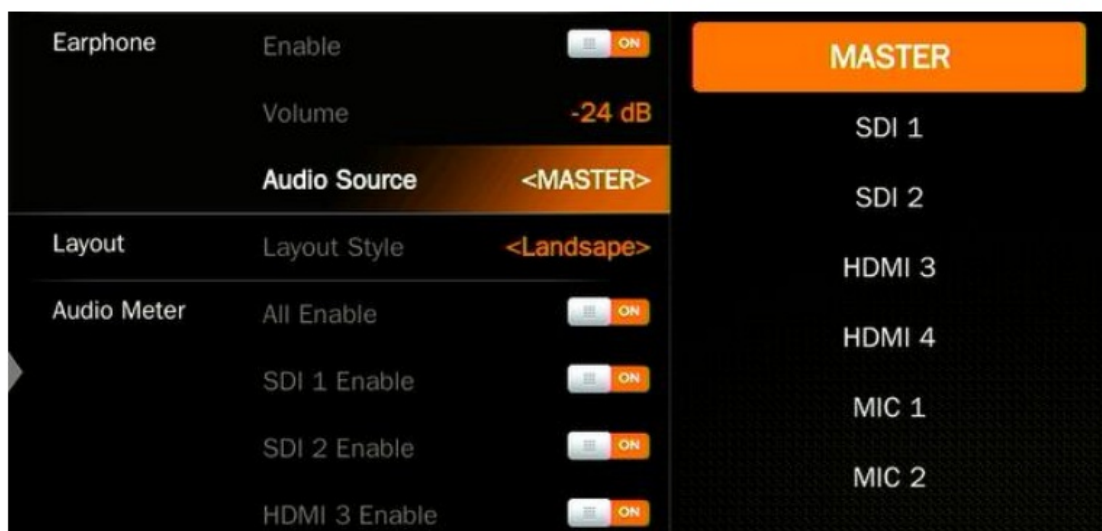 Earphone Enable ON
Volume -24 dB
Audio Source <MASTER>
Layout Layout Style <Landsape>
Audio Meter All Enable ON
SDI 1 Enable ON
SDI 2 Enable ON
HDMI 3 Enable ON
MASTER
SDI 1
SDI 2
HDMI 3
HDMI 4
MIC 1
MIC 2